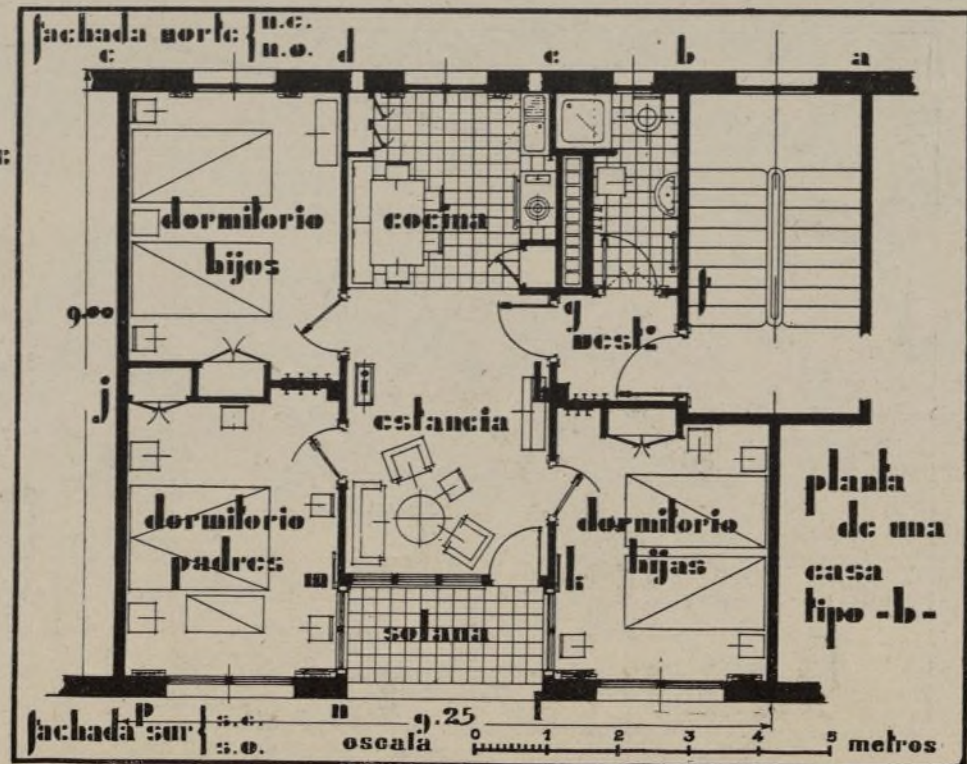 fachada norte { n.e.
n.o.
e d c b a
dormitorio
hijos
cocina
f
9.00
g
vesti.
j
estancia
dormitorio
padres
dormitorio
hijas
planta
de una
casa
tipo -b-
m
k
solana
p n l
fachada sur { s.e.
s.o.
9.25
escala 0 1 2 3 4 5 metros